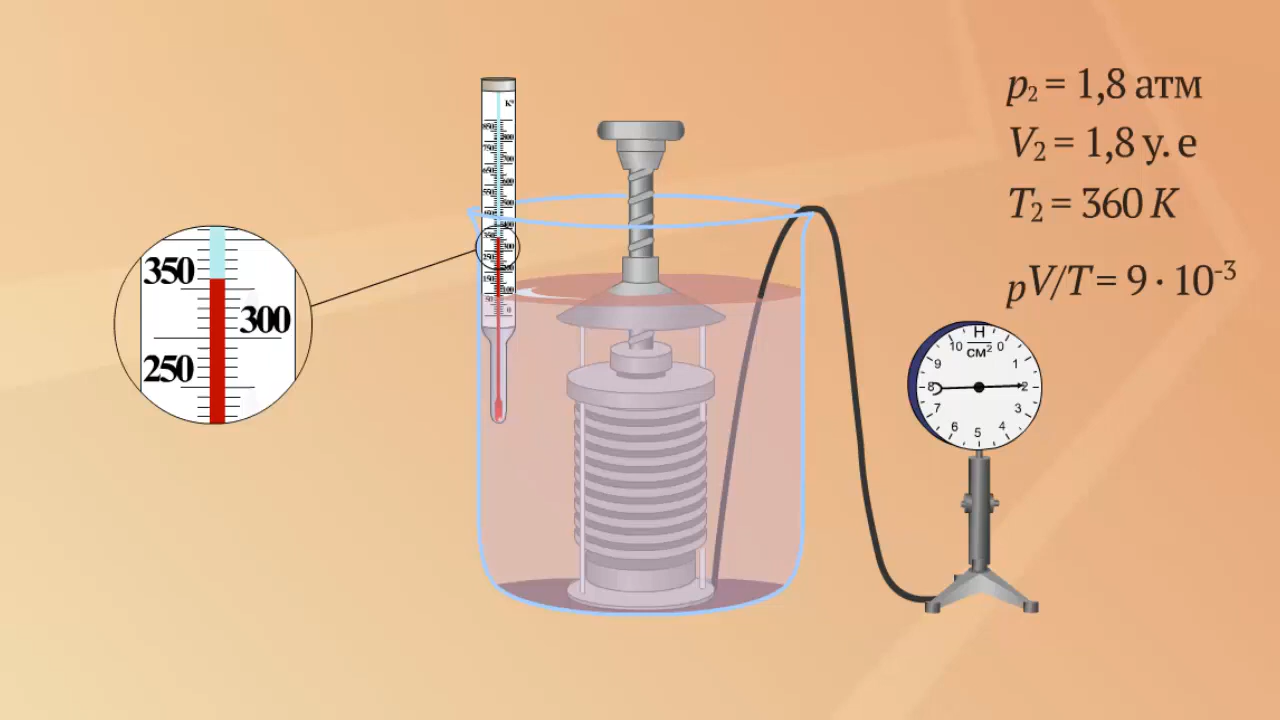 p₂ = 1,8 атм
V₂ = 1,8 у. е
T₂ = 360 K
pV/T = 9 · 10⁻³
350
300
250
Н
см²
10
0
9
1
8
2
7
3
6
4
5
K°